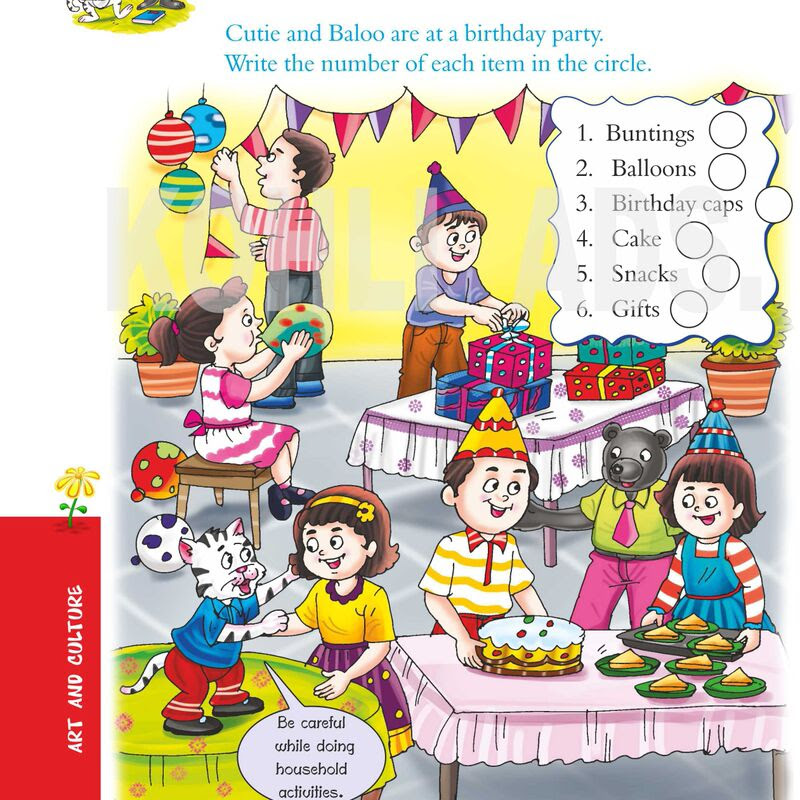 Cutie and Baloo are at a birthday party.
Write the number of each item in the circle.
1. Buntings
2. Balloons
3. Birthday caps
4. Cake
5. Snacks
6. Gifts
ART AND CULTURE
Be careful
while doing
household
activities.